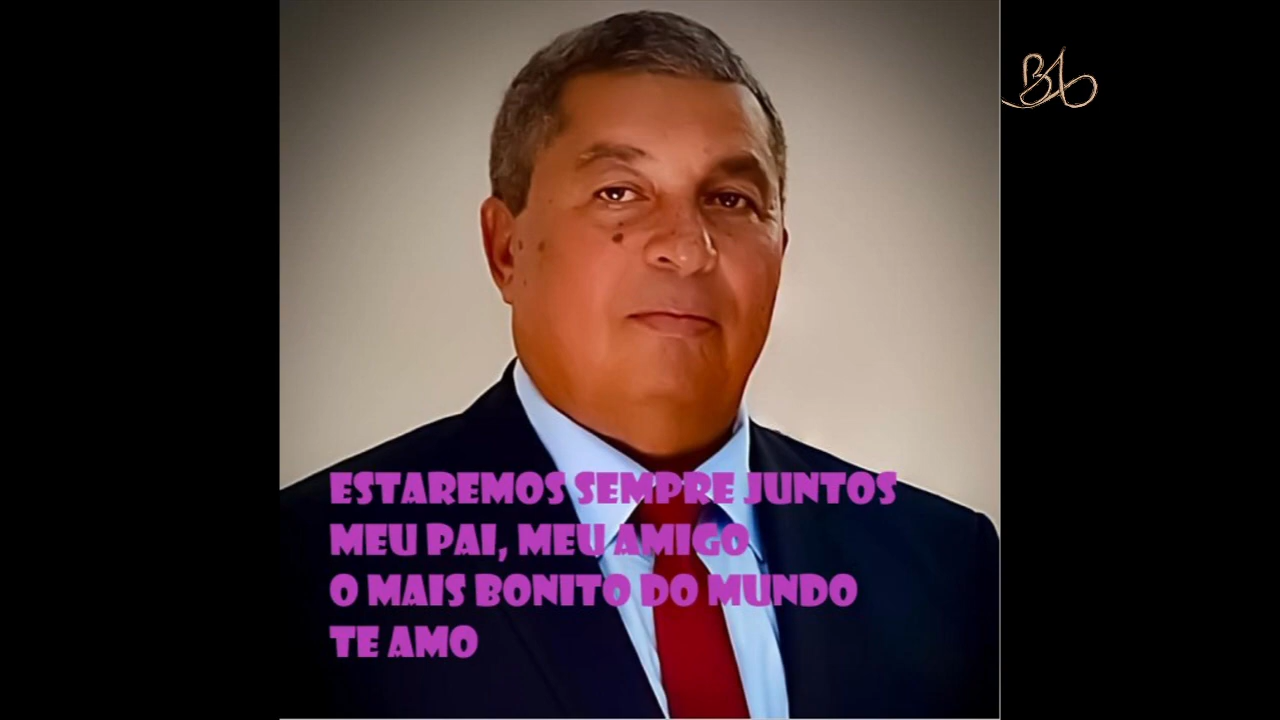 ESTAREMOS SEMPRE JUNTOS
MEU PAI, MEU AMIGO
O MAIS BONITO DO MUNDO
TE AMO